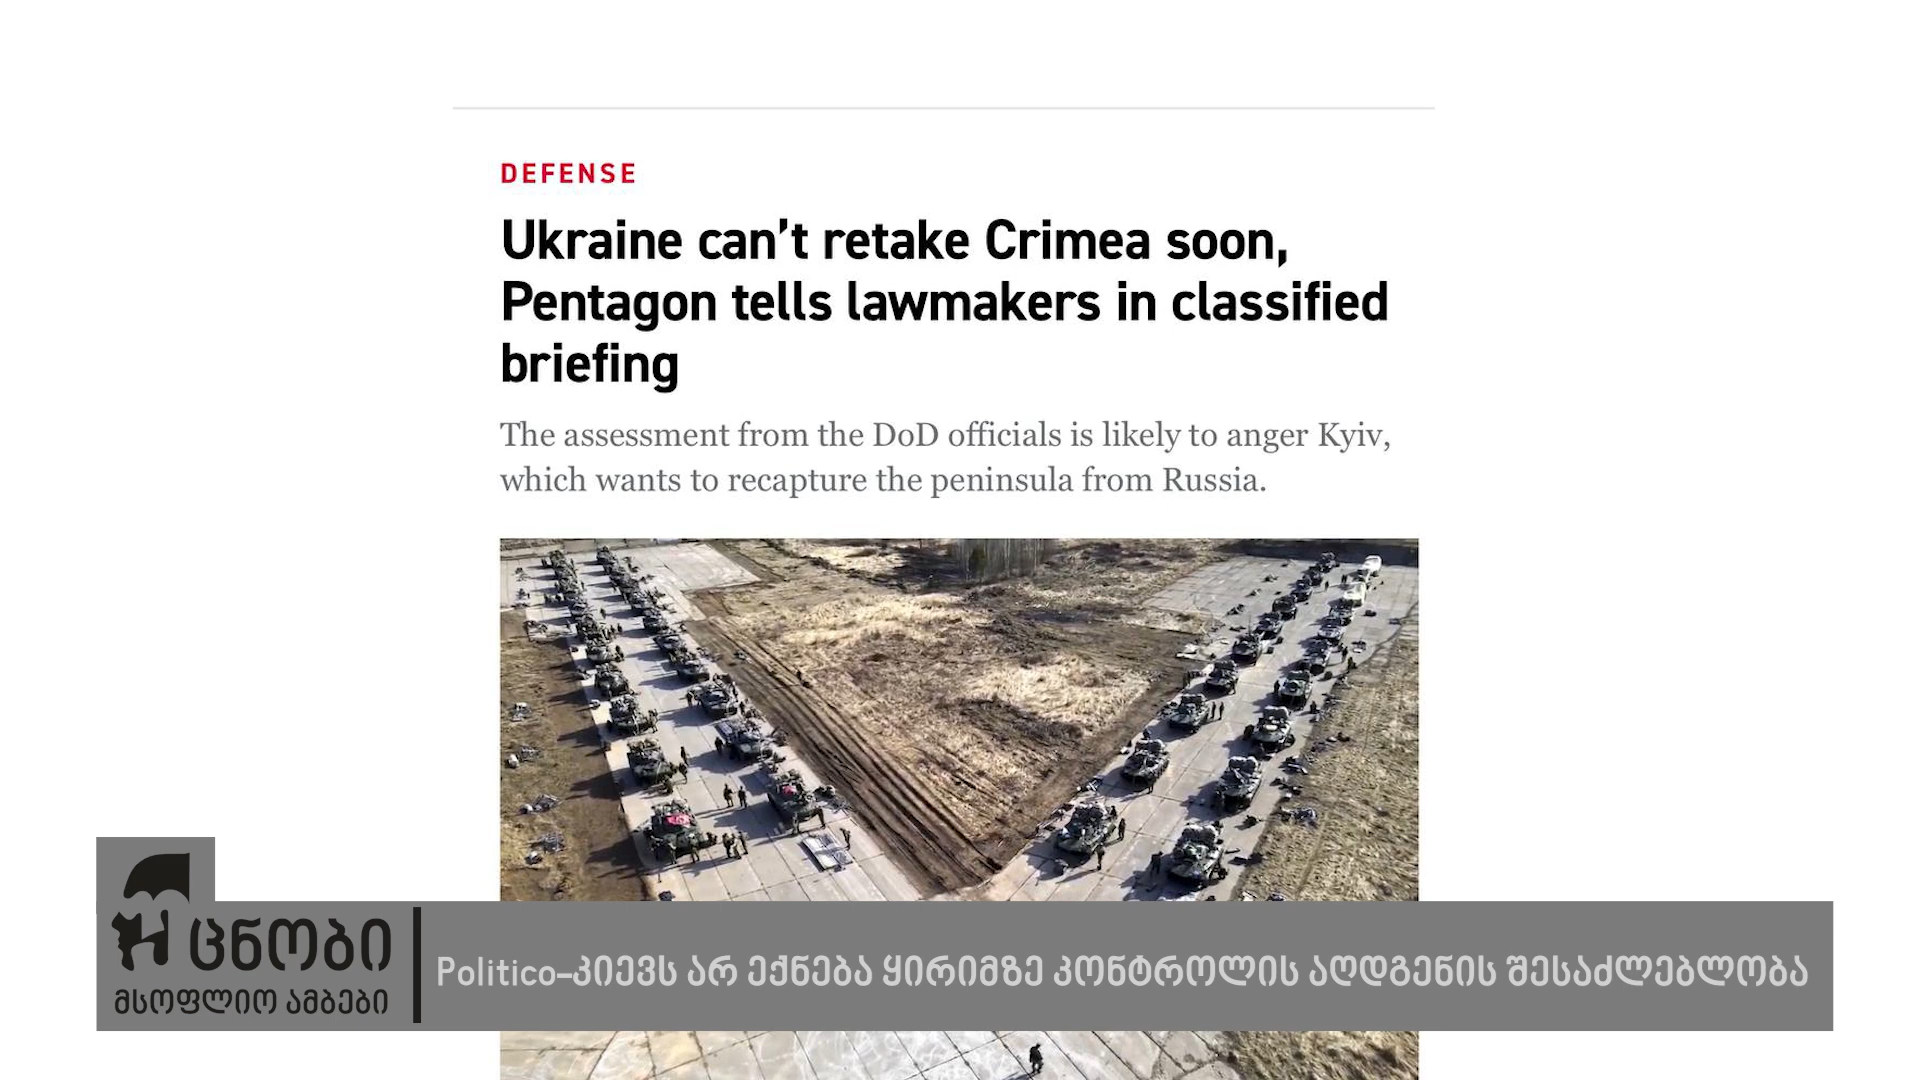 DEFENSE
Ukraine can’t retake Crimea soon,
Pentagon tells lawmakers in classified
briefing
The assessment from the DoD officials is likely to anger Kyiv,
which wants to recapture the peninsula from Russia.
ცნობი
მსოფლიო ამბები
Politico–კიევს არ ექნება ყირიმზე კონტროლის აღდგენის შესაძლებლობა